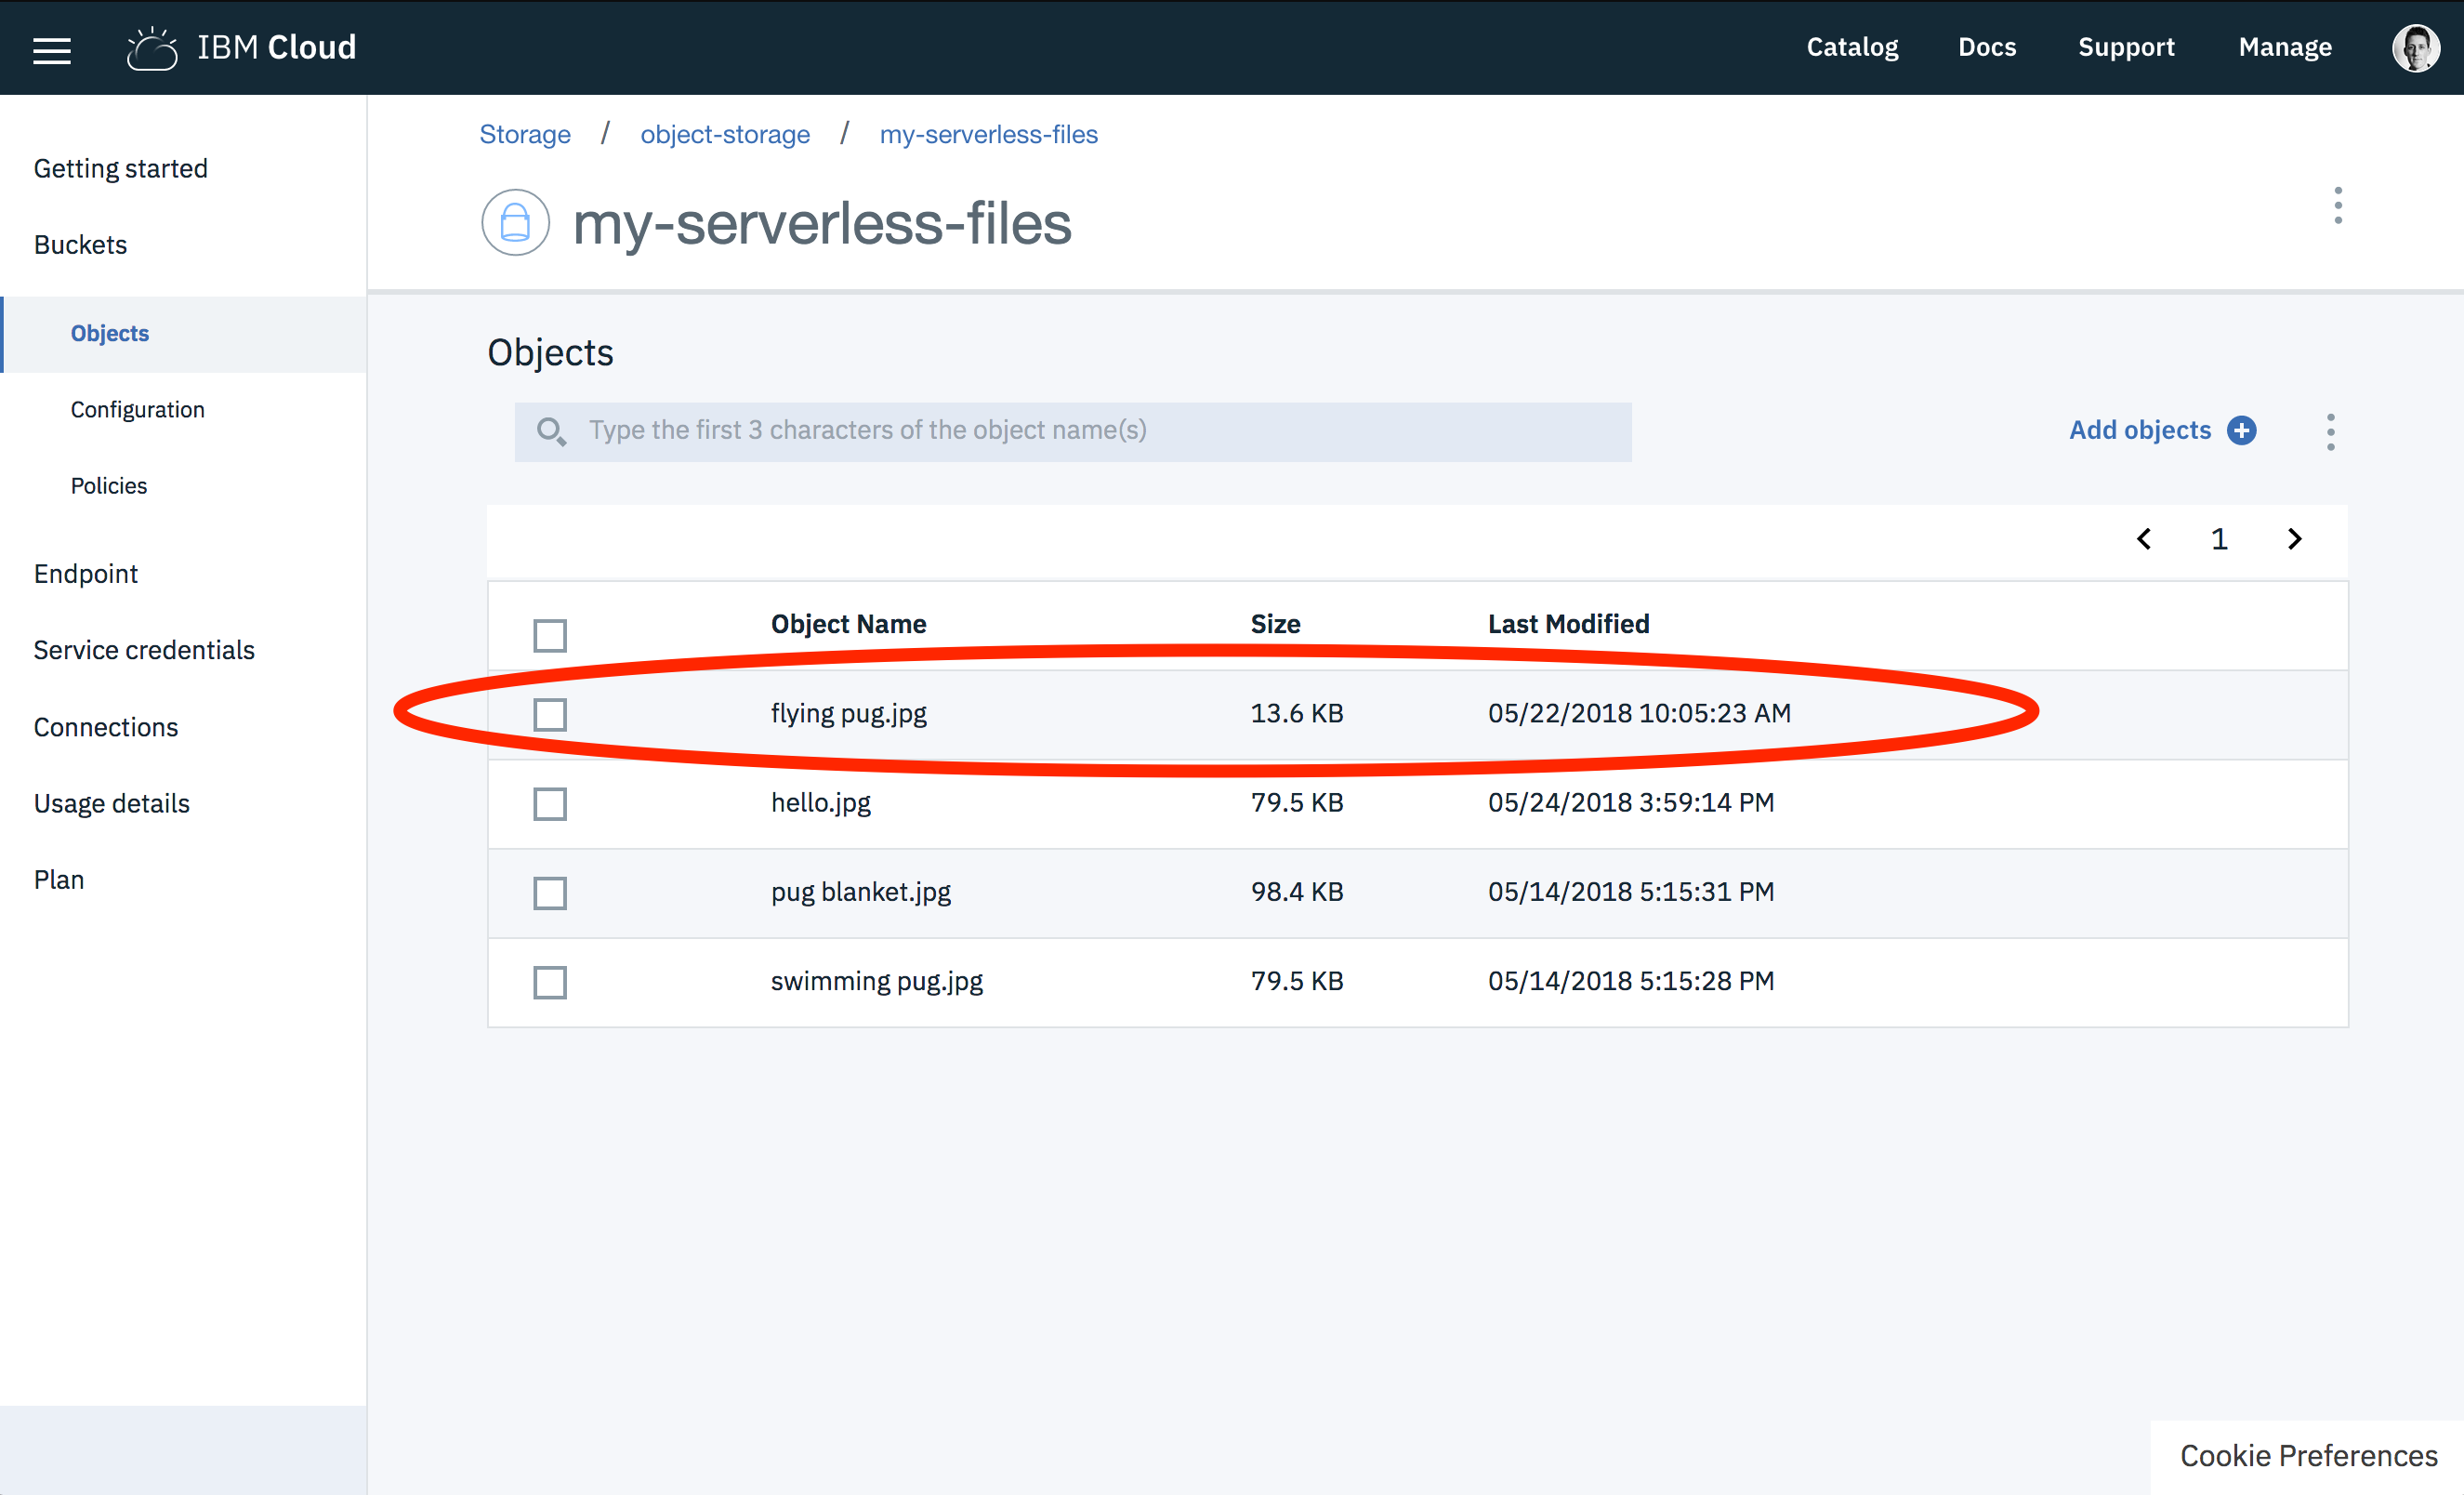 IBM Cloud
Catalog Docs Support Manage
Getting started
Buckets
Objects
Configuration
Policies
Endpoint
Service credentials
Connections
Usage details
Plan
Storage / object-storage / my-serverless-files
my-serverless-files
Objects
Type the first 3 characters of the object name(s)
Add objects
1
Object Name Size Last Modified
flying pug.jpg 13.6 KB 05/22/2018 10:05:23 AM
hello.jpg 79.5 KB 05/24/2018 3:59:14 PM
pug blanket.jpg 98.4 KB 05/14/2018 5:15:31 PM
swimming pug.jpg 79.5 KB 05/14/2018 5:15:28 PM
Cookie Preferences